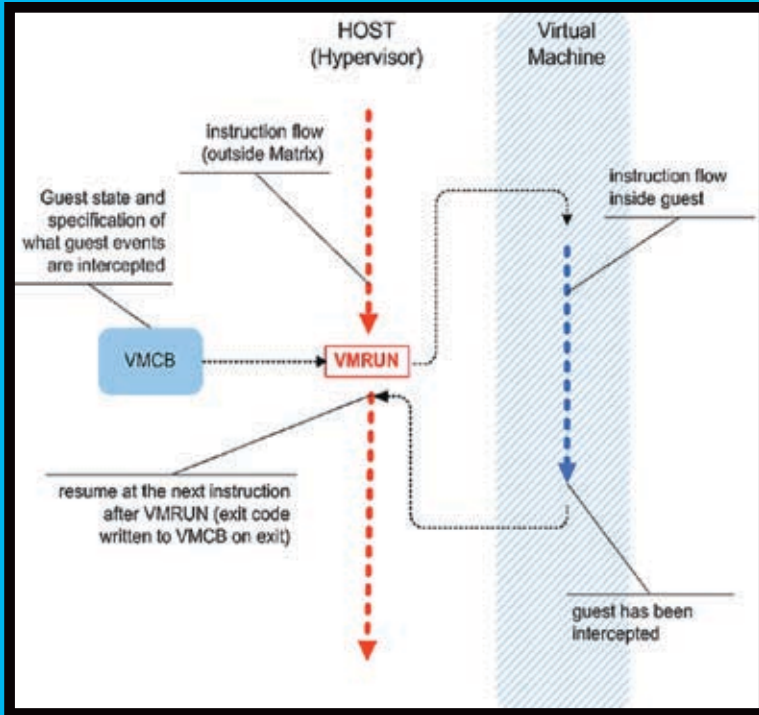 HOST
(Hypervisor)
Virtual
Machine
instruction flow
(outside Matrix)
instruction flow
inside guest
Guest state and
specification of
what guest events
are intercepted
VMCB
VMRUN
resume at the next instruction
after VMRUN (exit code
written to VMCB on exit)
guest has been
intercepted